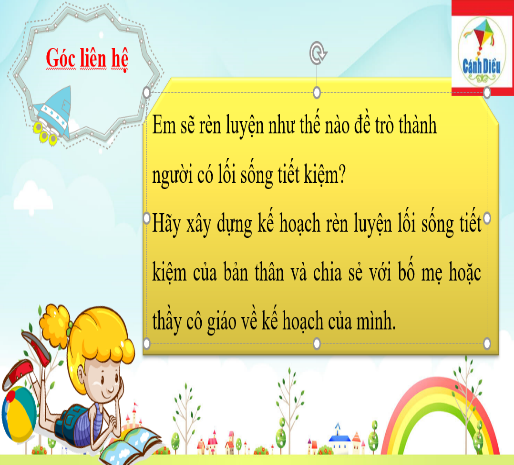 Góc liên hệ
Cánh Diều
Em sẽ rèn luyện như thế nào để trò thành
người có lối sống tiết kiệm?
Hãy xây dựng kế hoạch rèn luyện lối sống tiết
kiệm của bản thân và chia sẻ với bố mẹ hoặc
thầy cô giáo về kế hoạch của mình.